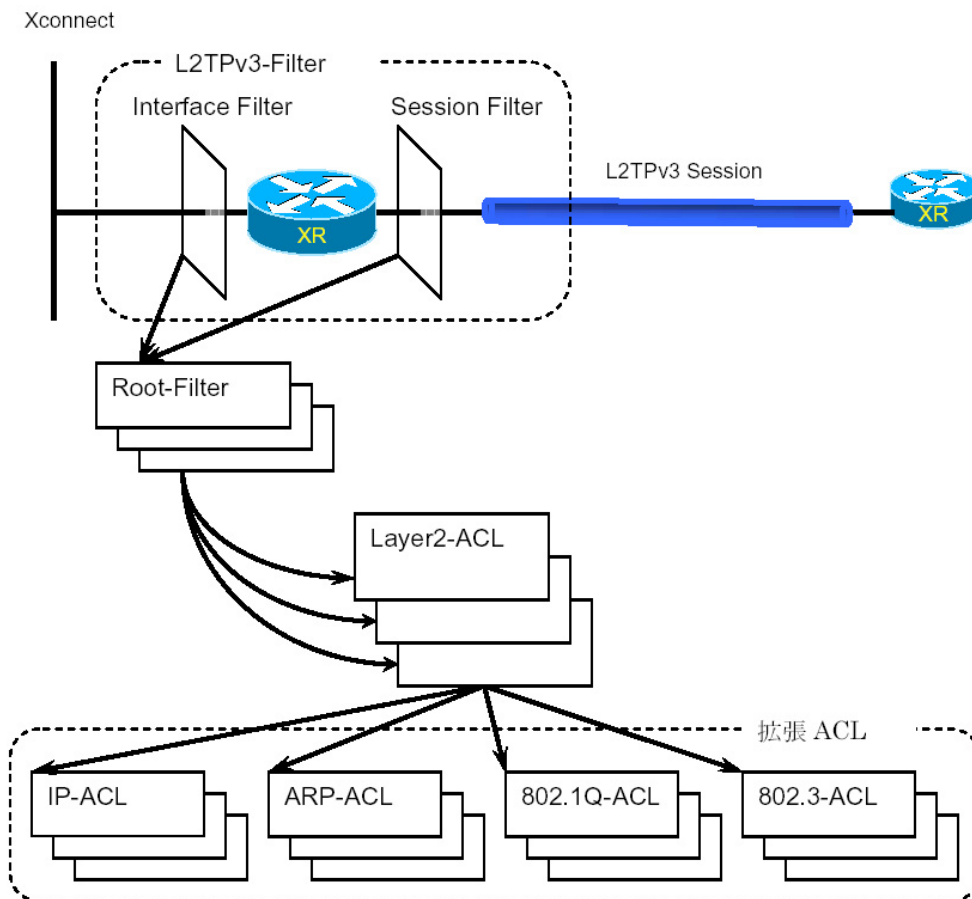 Xconnect
L2TPv3-Filter
Interface Filter
Session Filter
L2TPv3 Session
XR
XR
Root-Filter
Layer2-ACL
拡張 ACL
IP-ACL
ARP-ACL
802.1Q-ACL
802.3-ACL